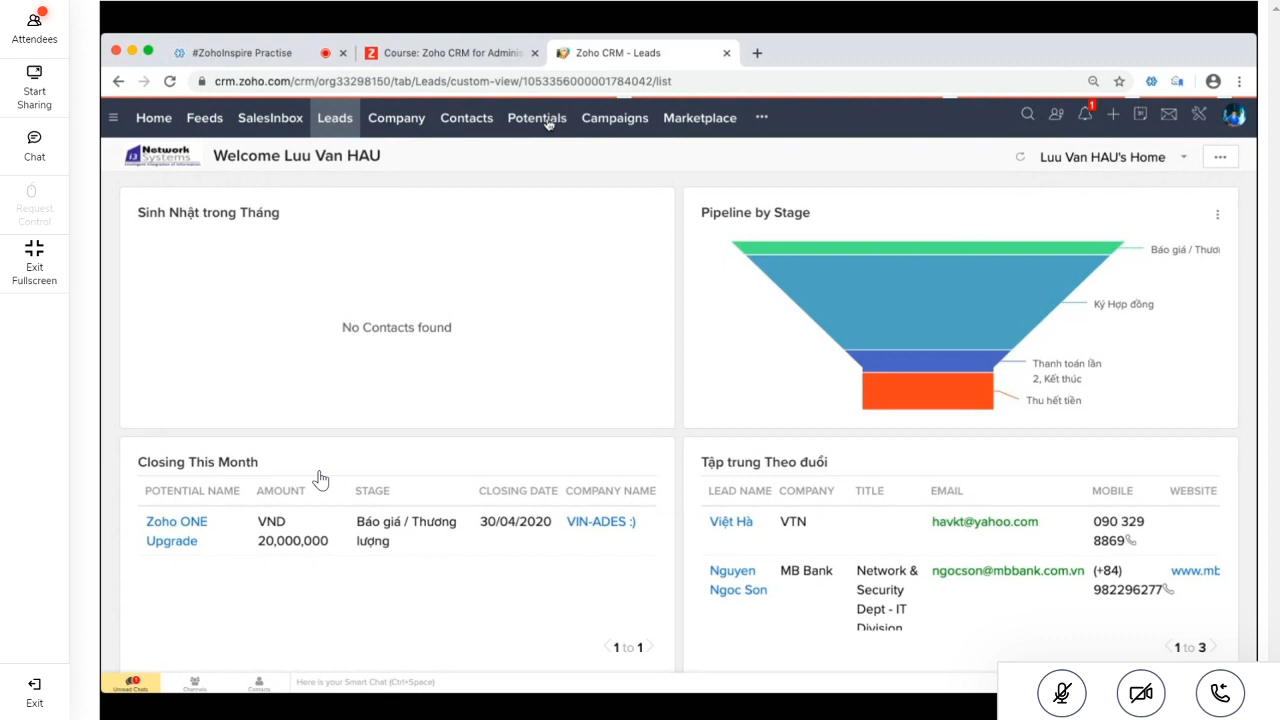 Attendees
Start
Sharing
Chat
Request
Control
Exit
Fullscreen
Exit
#ZohoInspire Practise
Course: Zoho CRM for Adminis
Zoho CRM - Leads
crm.zoho.com/crm/org33298150/tab/Leads/custom-view/1053356000001784042/list
Home Feeds SalesInbox Leads Company Contacts Potentials Campaigns Marketplace
1
Network
Systems
Welcome Luu Van HAU
Luu Van HAU's Home
Sinh Nhật trong Tháng
No Contacts found
Pipeline by Stage
Báo giá / Thươ
Ký Hợp đồng
Thanh toán lần
2, Kết thúc
Thu hết tiền
Closing This Month
POTENTIAL NAME AMOUNT STAGE CLOSING DATE COMPANY NAME
Zoho ONE VND Báo giá / Thương 30/04/2020 VIN-ADES :)
Upgrade 20,000,000 lượng
1 to 1
Tập trung Theo đuổi
LEAD NAME COMPANY TITLE EMAIL MOBILE WEBSITE
Việt Hà VTN havkt@yahoo.com 090 329
8869
Nguyen MB Bank Network & ngocson@mbbank.com.vn (+84) www.mb
Ngoc Son Security 982296277
Dept - IT
Division
1 to 3
Unread Chats Channels Contacts Here is your Smart Chat (Ctrl+Space)